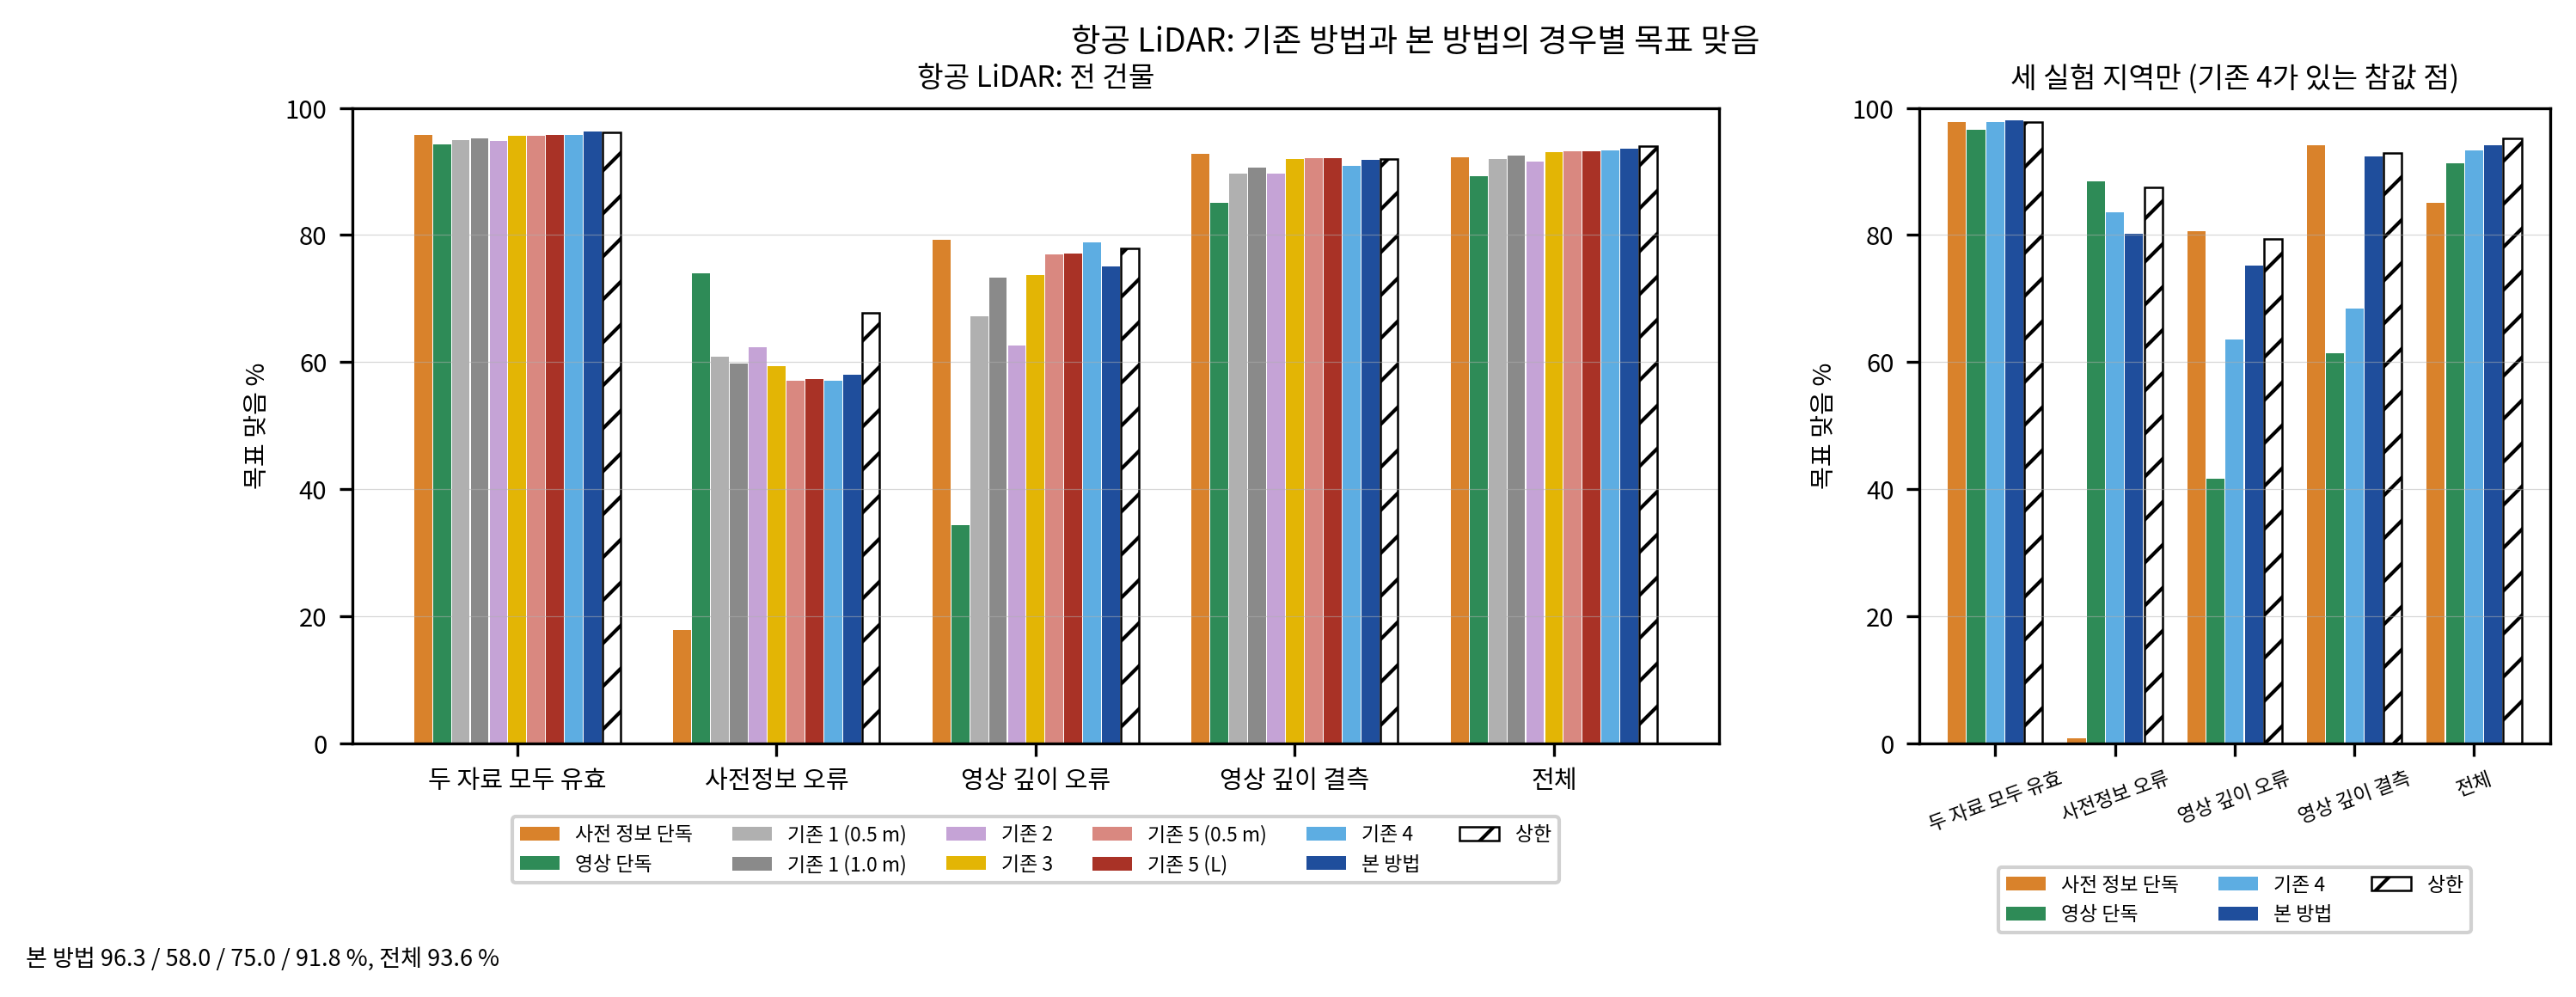 항공 LiDAR: 기존 방법과 본 방법의 경우별 목표 맞음
항공 LiDAR: 전 건물
100
80
60
40
20
0
목표 맞음 %
두 자료 모두 유효
사전정보 오류
영상 깊이 오류
영상 깊이 결측
전체
사전 정보 단독
영상 단독
기존 1 (0.5 m)
기존 1 (1.0 m)
기존 2
기존 3
기존 5 (0.5 m)
기존 5 (L)
기존 4
본 방법
상한
세 실험 지역만 (기존 4가 있는 참값 점)
100
80
60
40
20
0
목표 맞음 %
두 자료 모두 유효
사전정보 오류
영상 깊이 오류
영상 깊이 결측
전체
사전 정보 단독
영상 단독
기존 4
본 방법
상한
본 방법 96.3 / 58.0 / 75.0 / 91.8 %, 전체 93.6 %